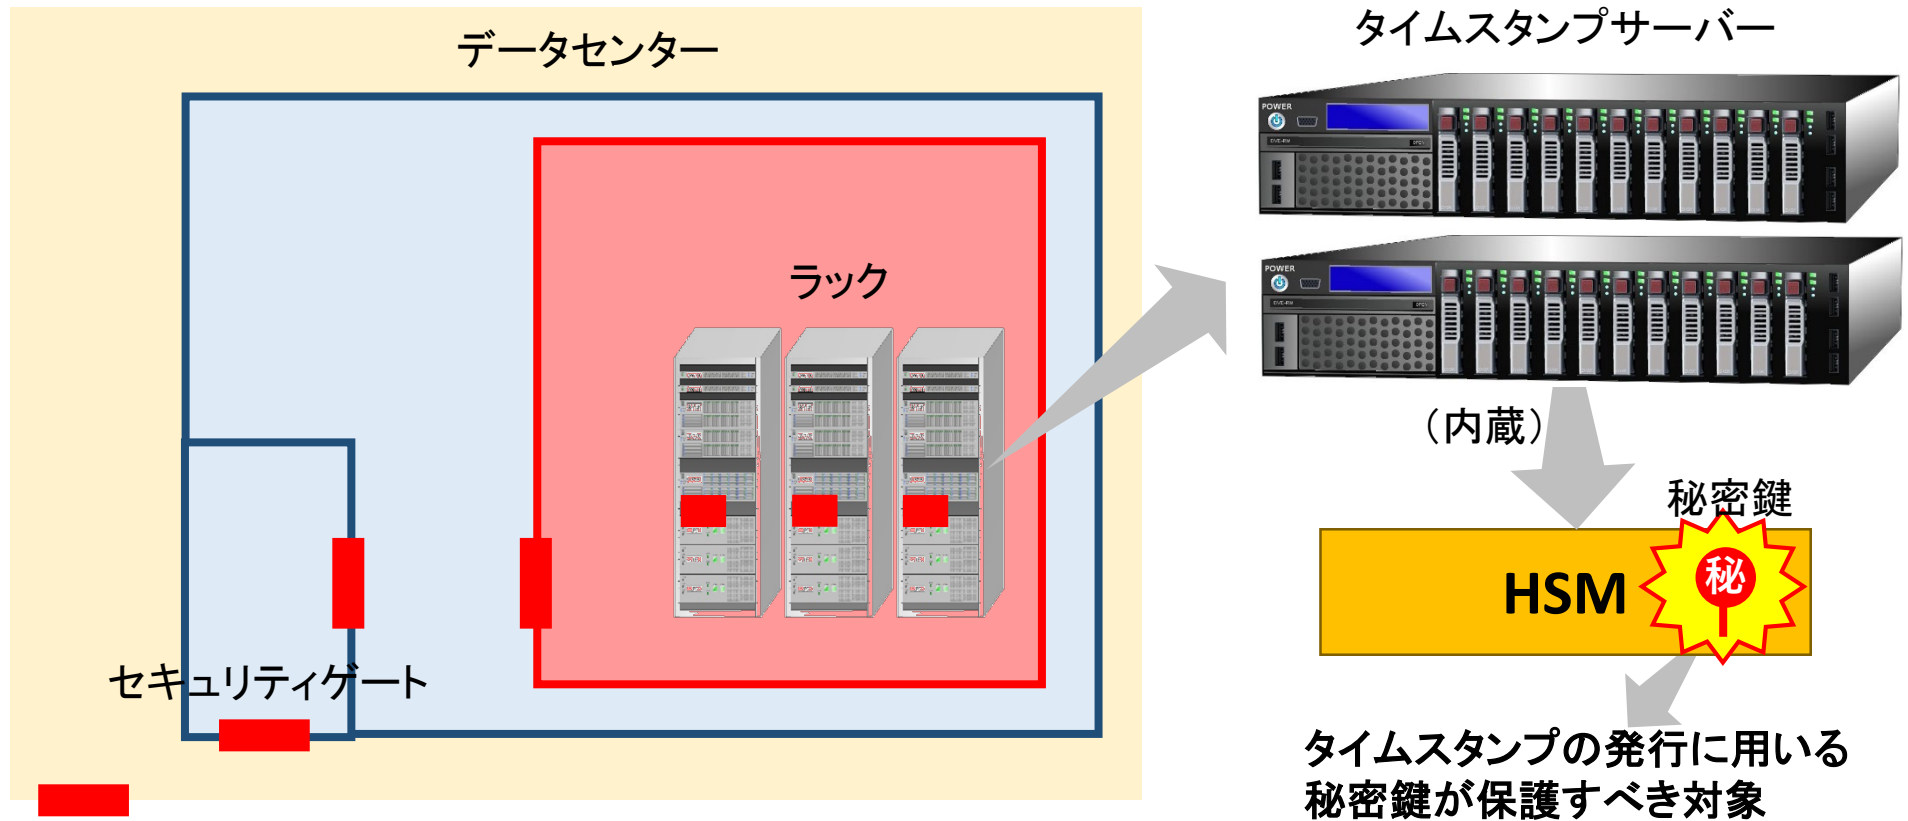 データセンター
タイムスタンプサーバー
POWER
ラック
POWER
（内蔵）
秘密鍵
HSM
秘
セキュリティゲート
タイムスタンプの発行に用いる
秘密鍵が保護すべき対象